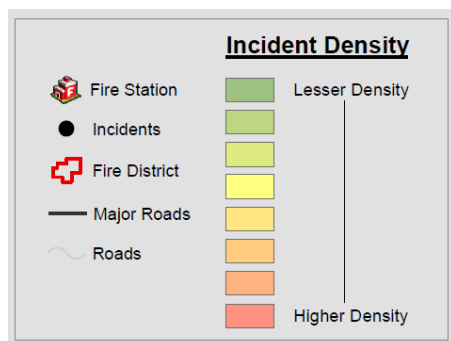 Incident Density
Fire Station
Lesser Density
Incidents
Fire District
Major Roads
Roads
Higher Density